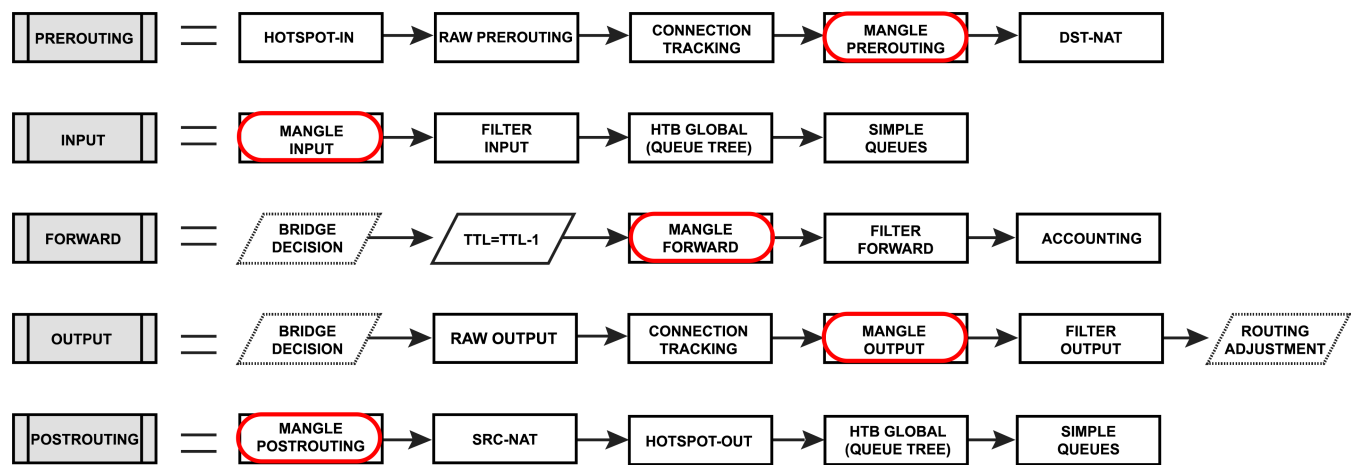 PREROUTING
HOTSPOT-IN
RAW PREROUTING
CONNECTION
TRACKING
MANGLE
PREROUTING
DST-NAT
INPUT
MANGLE
INPUT
FILTER
INPUT
HTB GLOBAL
(QUEUE TREE)
SIMPLE
QUEUES
FORWARD
BRIDGE
DECISION
TTL=TTL-1
MANGLE
FORWARD
FILTER
FORWARD
ACCOUNTING
OUTPUT
BRIDGE
DECISION
RAW OUTPUT
CONNECTION
TRACKING
MANGLE
OUTPUT
FILTER
OUTPUT
ROUTING
ADJUSTMENT
POSTROUTING
MANGLE
POSTROUTING
SRC-NAT
HOTSPOT-OUT
HTB GLOBAL
(QUEUE TREE)
SIMPLE
QUEUES